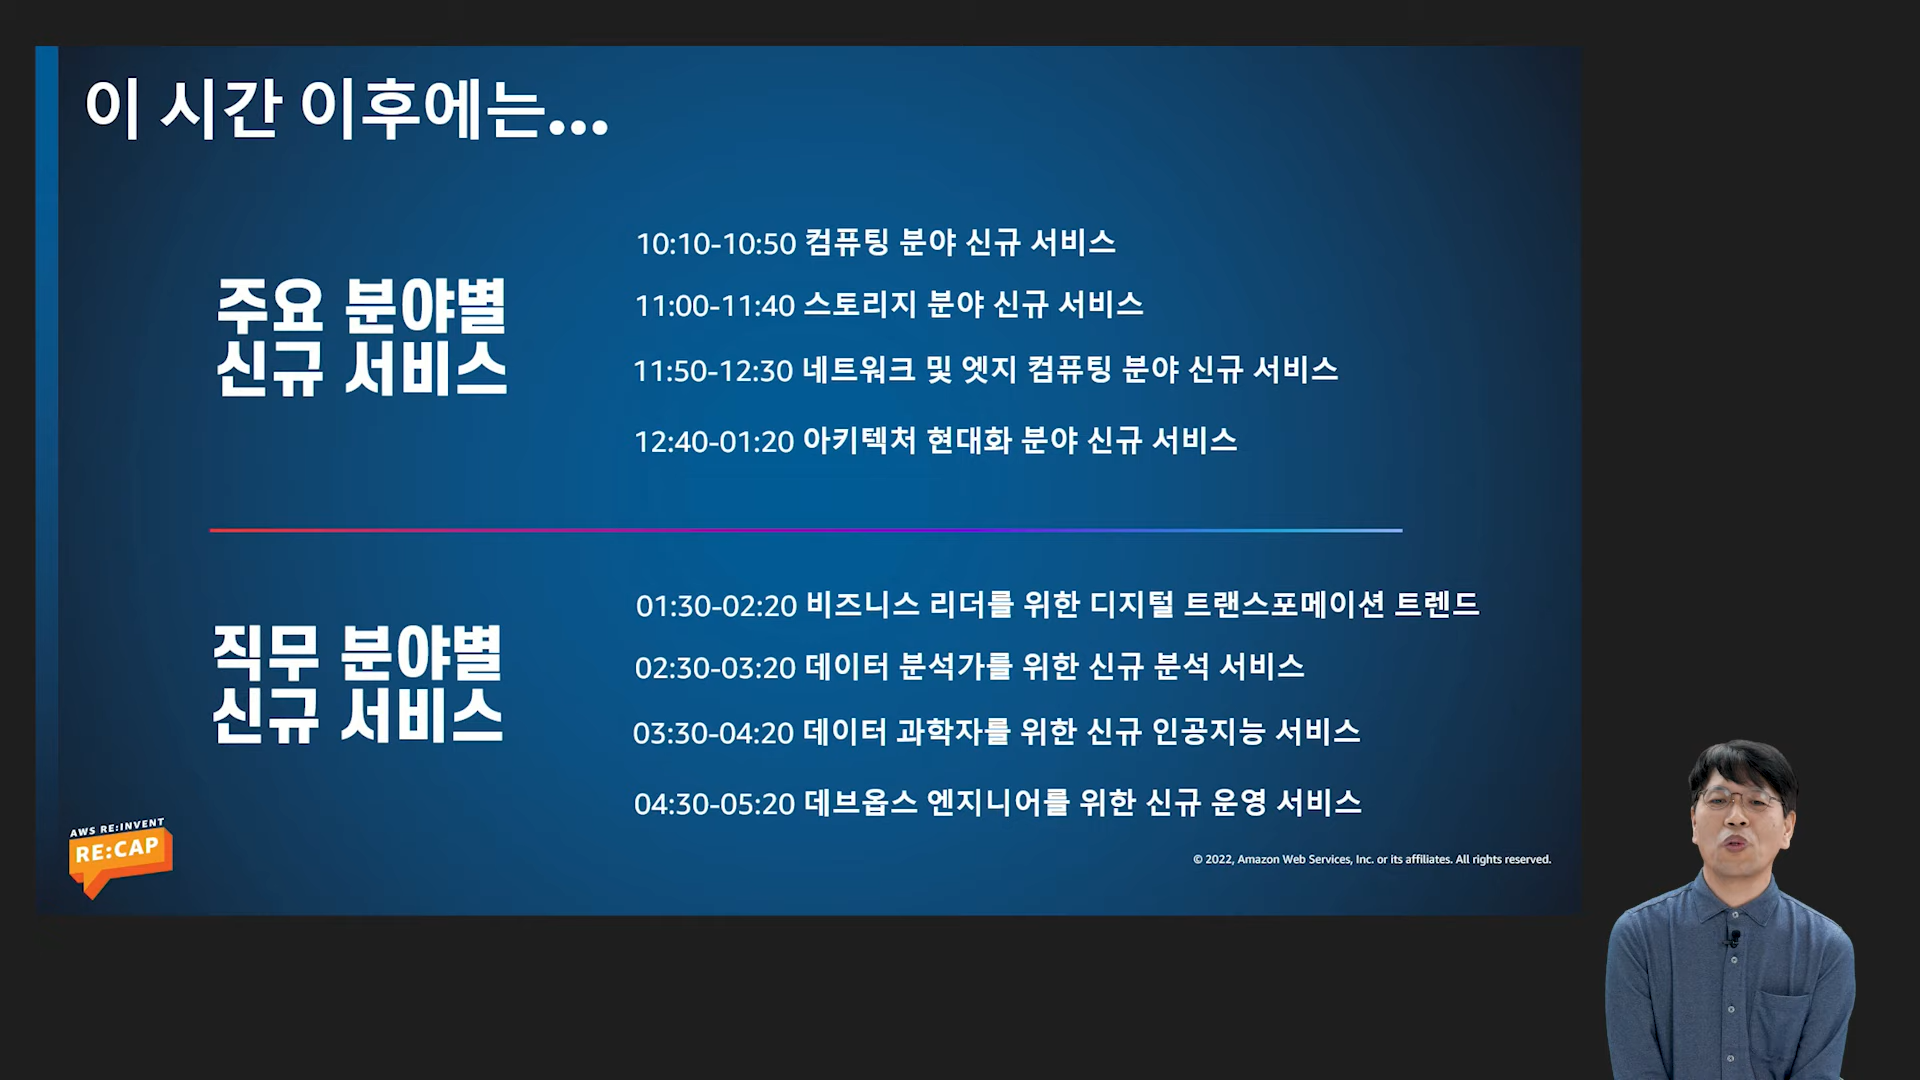 이 시간 이후에는...
주요 분야별
신규 서비스
10:10-10:50 컴퓨팅 분야 신규 서비스
11:00-11:40 스토리지 분야 신규 서비스
11:50-12:30 네트워크 및 엣지 컴퓨팅 분야 신규 서비스
12:40-01:20 아키텍처 현대화 분야 신규 서비스
직무 분야별
신규 서비스
01:30-02:20 비즈니스 리더를 위한 디지털 트랜스포메이션 트렌드
02:30-03:20 데이터 분석가를 위한 신규 분석 서비스
03:30-04:20 데이터 과학자를 위한 신규 인공지능 서비스
04:30-05:20 데브옵스 엔지니어를 위한 신규 운영 서비스
AWS RE:INVENT
RE:CAP
© 2022, Amazon Web Services, Inc. or its affiliates. All rights reserved.